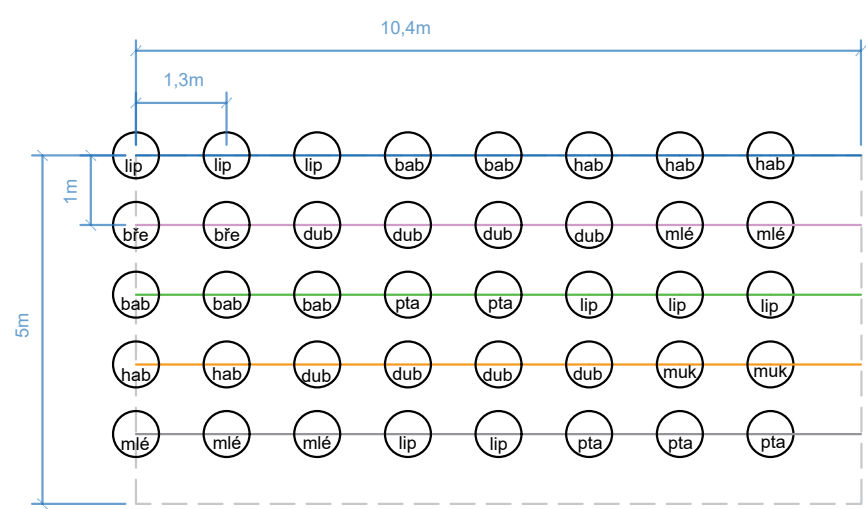 10,4m
1,3m
lip lip lip bab bab hab hab hab
1m
bře bře dub dub dub dub mlé mlé
bab bab bab pta pta lip lip lip
5m
hab hab dub dub dub dub muk muk
mlé mlé mlé lip lip pta pta pta